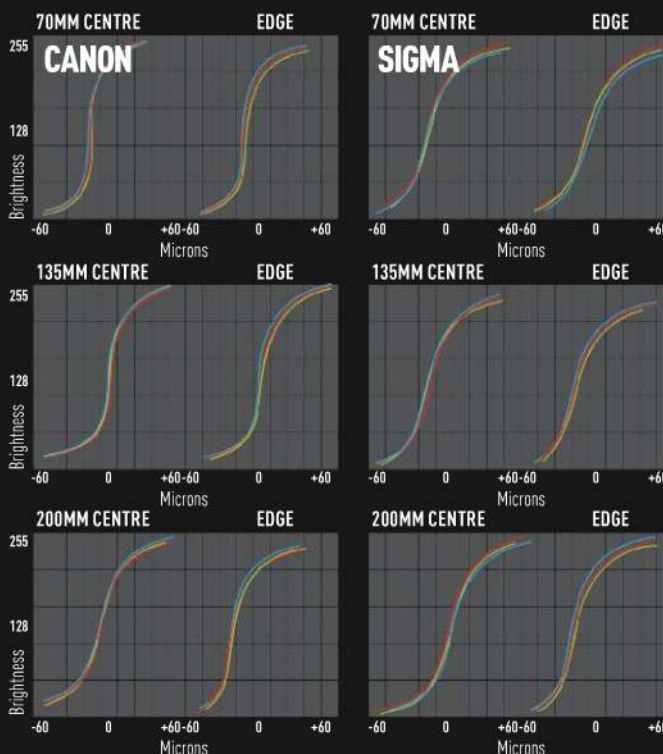 70MM CENTRE EDGE 70MM CENTRE EDGE
255 CANON SIGMA
128
Brightness
-60 0 +60-60 0 +60 -60 0 +60-60 0 +60
Microns Microns
135MM CENTRE EDGE 135MM CENTRE EDGE
255
128
Brightness
-60 0 +60-60 0 +60 -60 0 +60-60 0 +60
Microns Microns
200MM CENTRE EDGE 200MM CENTRE EDGE
255
128
Brightness
-60 0 +60-60 0 +60 -60 0 +60-60 0 +60
Microns Microns